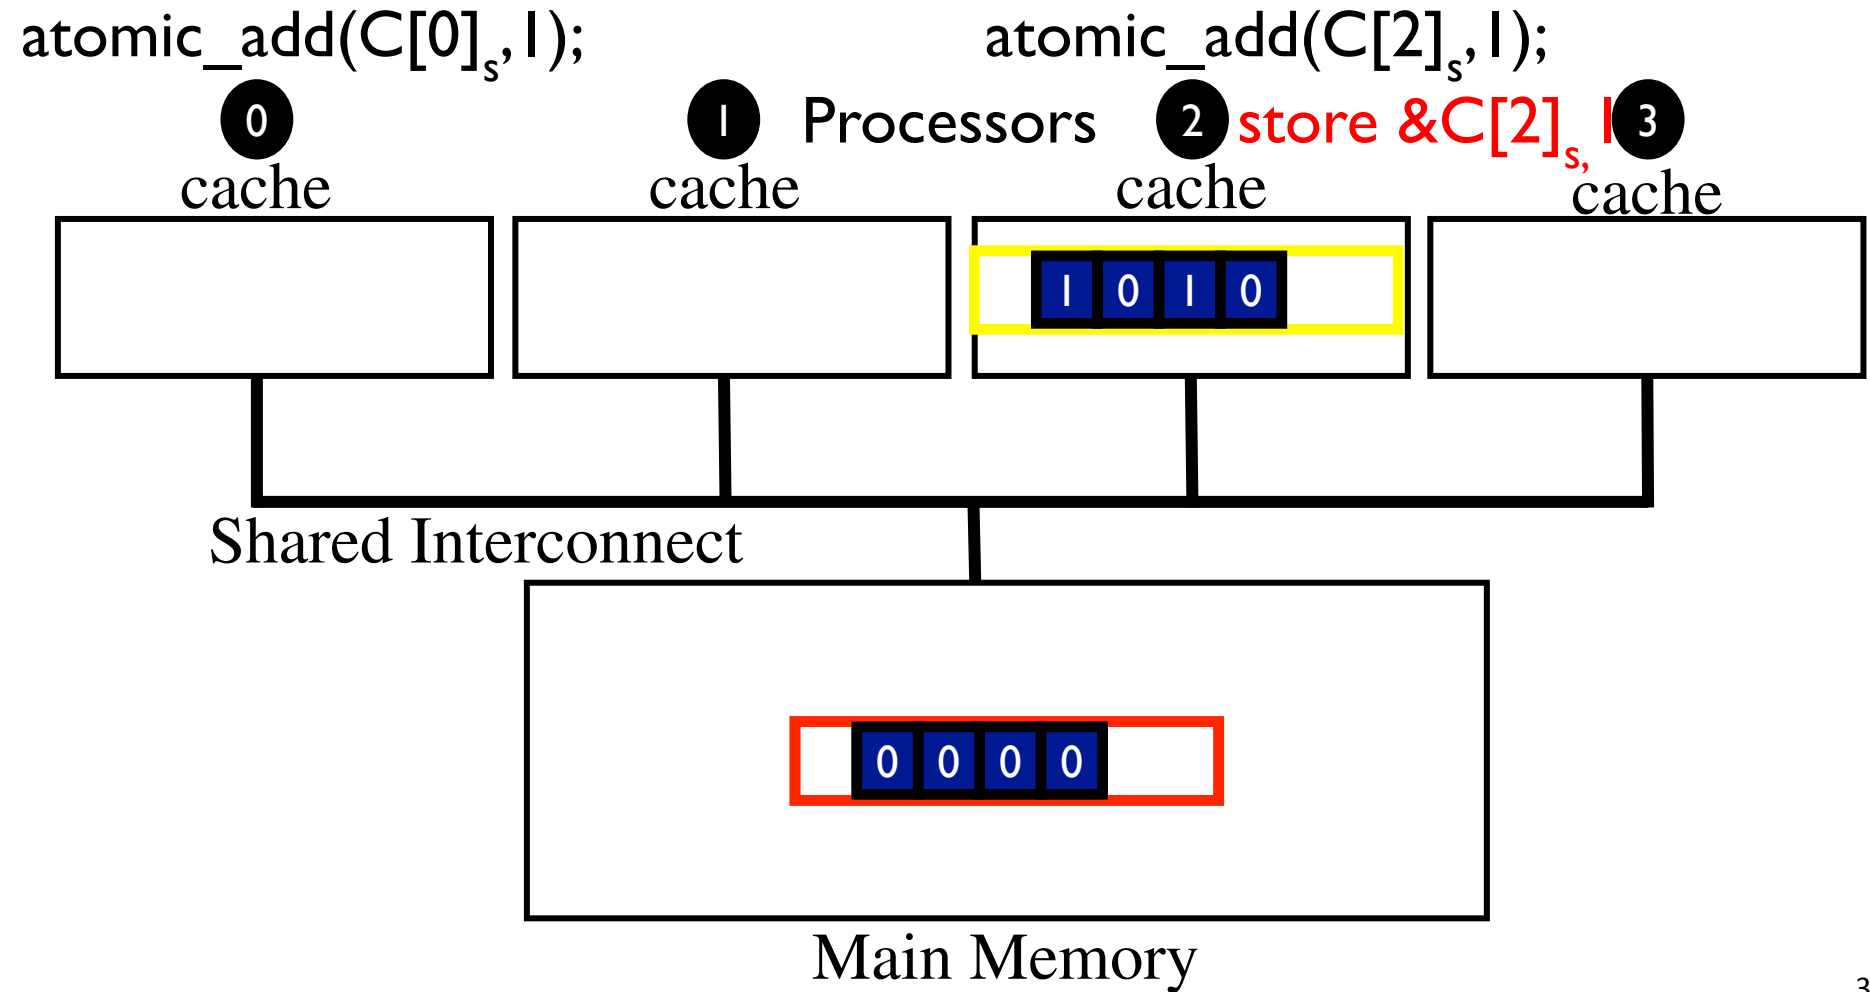 atomic_add(C[0]s,1); atomic_add(C[2]s,1);
0 1 Processors 2 store &C[2]s, 1 3
cache cache cache cache
1 0 1 0
Shared Interconnect
0 0 0 0
Main Memory
3